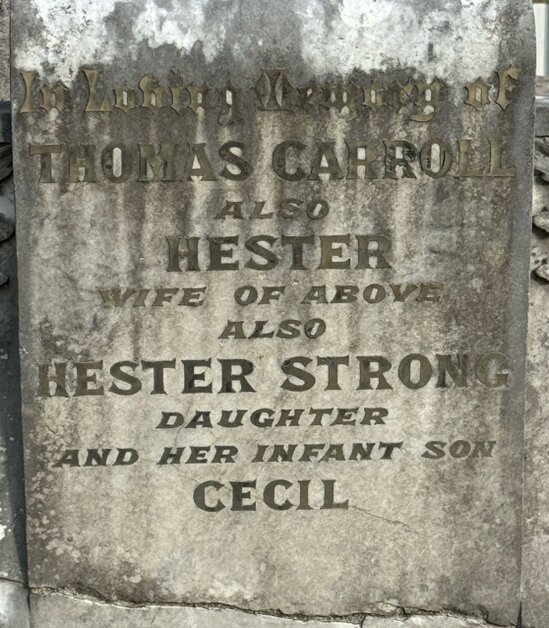 In Loving Memory of
THOMAS CARROLL
ALSO
HESTER
WIFE OF ABOVE
ALSO
HESTER STRONG
DAUGHTER
AND HER INFANT SON
CECIL